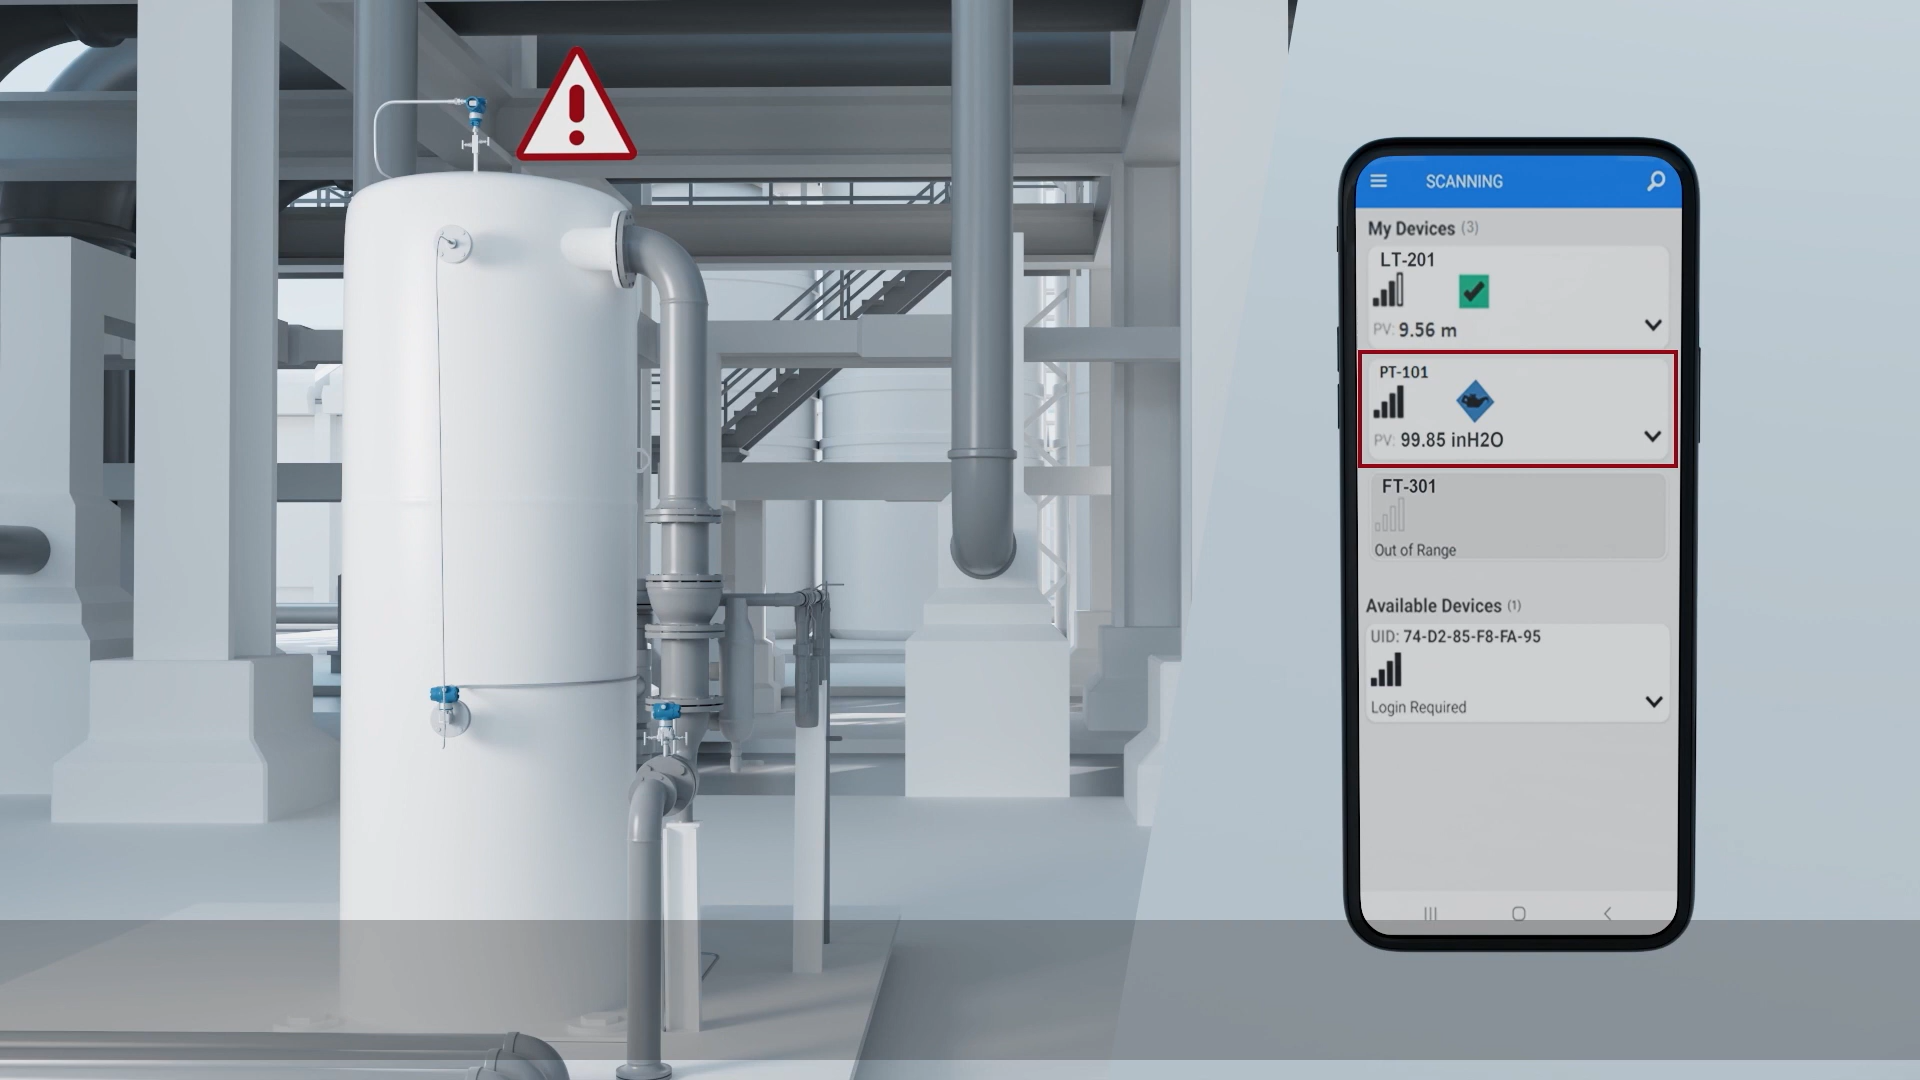 SCANNING
My Devices (3)
LT-201
PV: 9.56 m
PT-101
PV: 99.85 inH2O
FT-301
Out of Range
Available Devices (1)
UID: 74-D2-85-F8-FA-95
Login Required